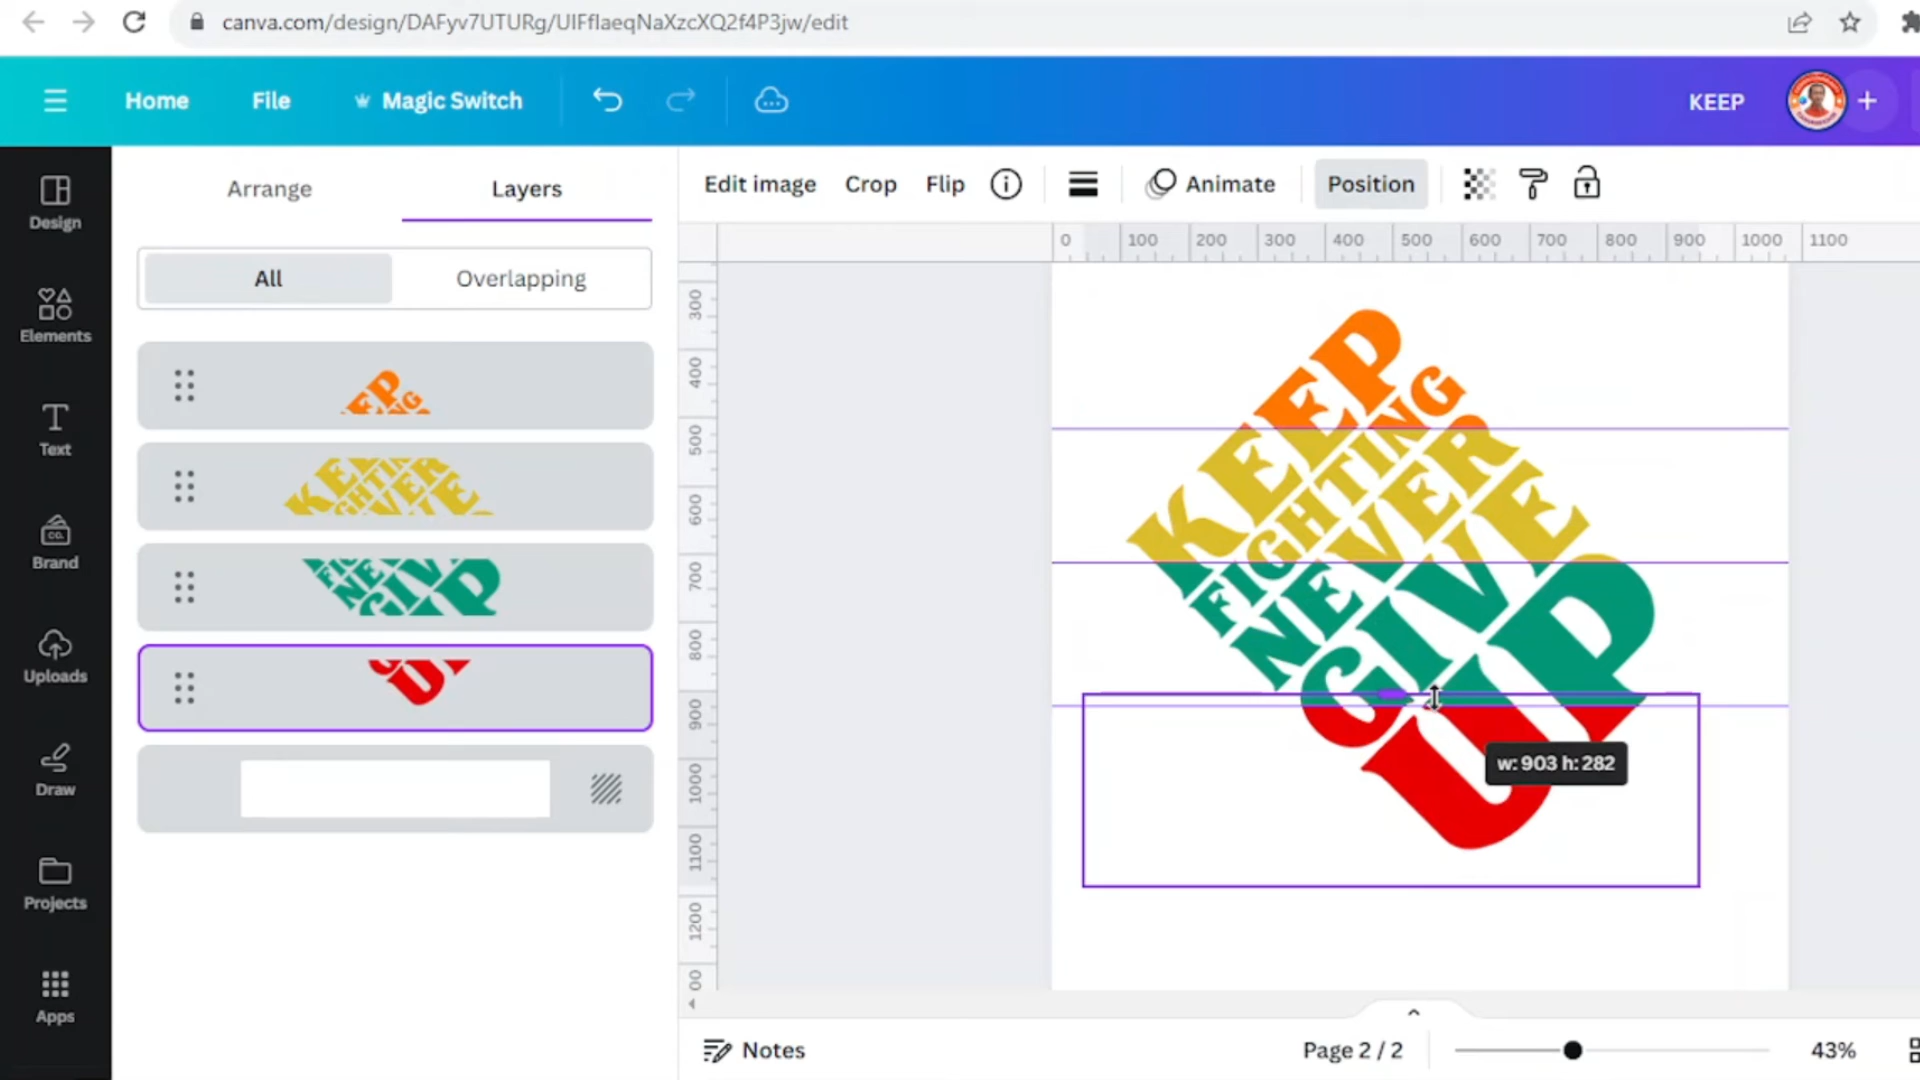 canva.com/design/DAFyv7UTURg/UIFflaeqNaXzcXQ2f4P3jw/edit
Home File Magic Switch KEEP
Arrange Layers
All Overlapping
Edit image Crop Flip Animate Position
0 100 200 300 400 500 600 700 800 900 1000 1100
300
400
500
600
700
800
900
1000
1100
1200
00
Design
Elements
Text
CO.
Brand
Uploads
Draw
Projects
Apps
KEEP
FIGHTING
NEVER
GIVE
UP
w: 903 h: 282
Notes Page 2 / 2 43%